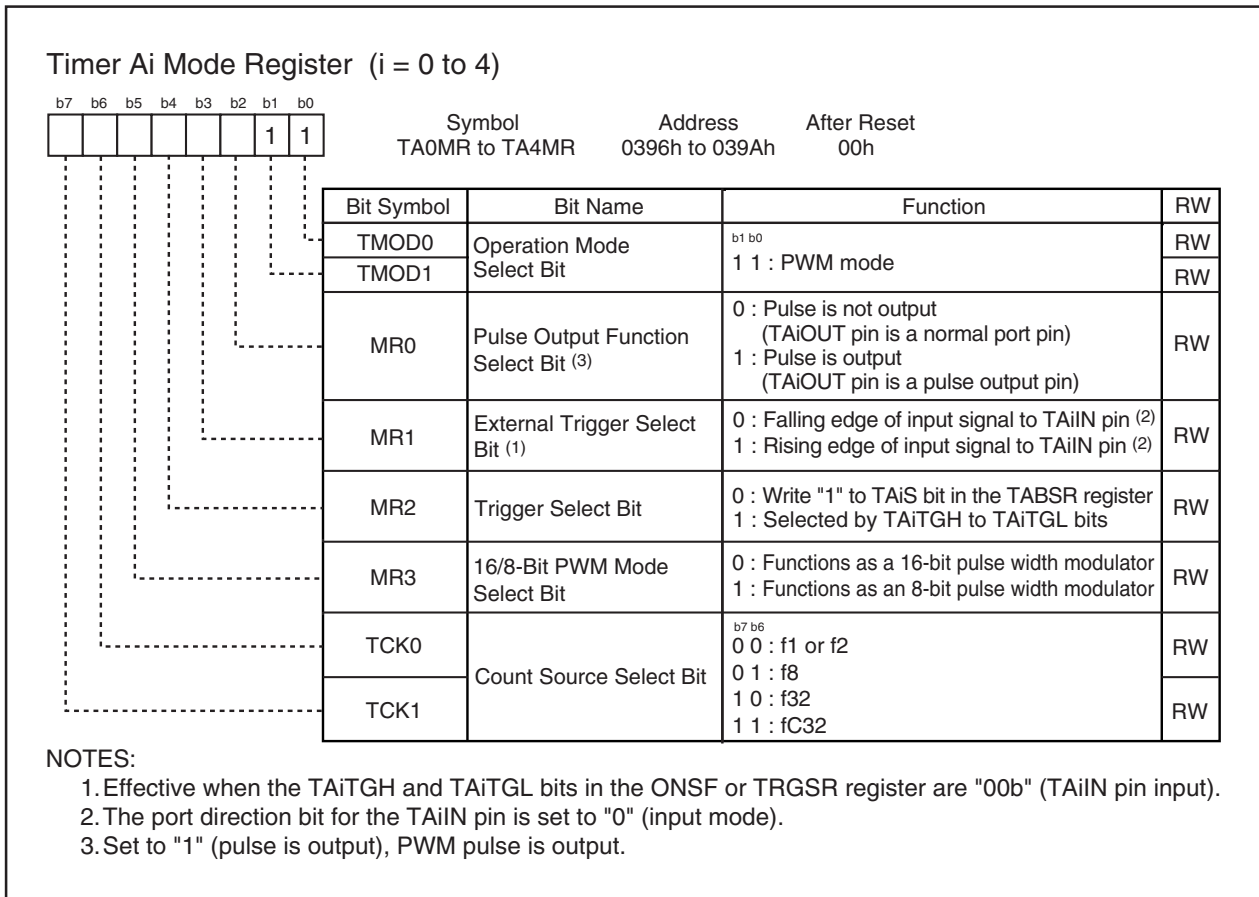 Timer Ai Mode Register (i = 0 to 4)
b7 b6 b5 b4 b3 b2 b1 b0
1 1
Symbol Address After Reset
TA0MR to TA4MR 0396h to 039Ah 00h
Bit Symbol Bit Name Function RW
TMOD0 Operation Mode Select Bit b1 b0 RW
TMOD1 1 1 : PWM mode RW
MR0 Pulse Output Function Select Bit (3) 0 : Pulse is not output RW
(TAiOUT pin is a normal port pin)
1 : Pulse is output
(TAiOUT pin is a pulse output pin)
MR1 External Trigger Select Bit (1) 0 : Falling edge of input signal to TAiIN pin (2) RW
1 : Rising edge of input signal to TAiIN pin (2)
MR2 Trigger Select Bit 0 : Write "1" to TAiS bit in the TABSR register RW
1 : Selected by TAiTGH to TAiTGL bits
MR3 16/8-Bit PWM Mode Select Bit 0 : Functions as a 16-bit pulse width modulator RW
1 : Functions as an 8-bit pulse width modulator
TCK0 Count Source Select Bit b7 b6 RW
0 0 : f1 or f2
0 1 : f8
TCK1 1 0 : f32 RW
1 1 : fC32
NOTES:
1. Effective when the TAiTGH and TAiTGL bits in the ONSF or TRGSR register are "00b" (TAiIN pin input).
2. The port direction bit for the TAiIN pin is set to "0" (input mode).
3. Set to "1" (pulse is output), PWM pulse is output.